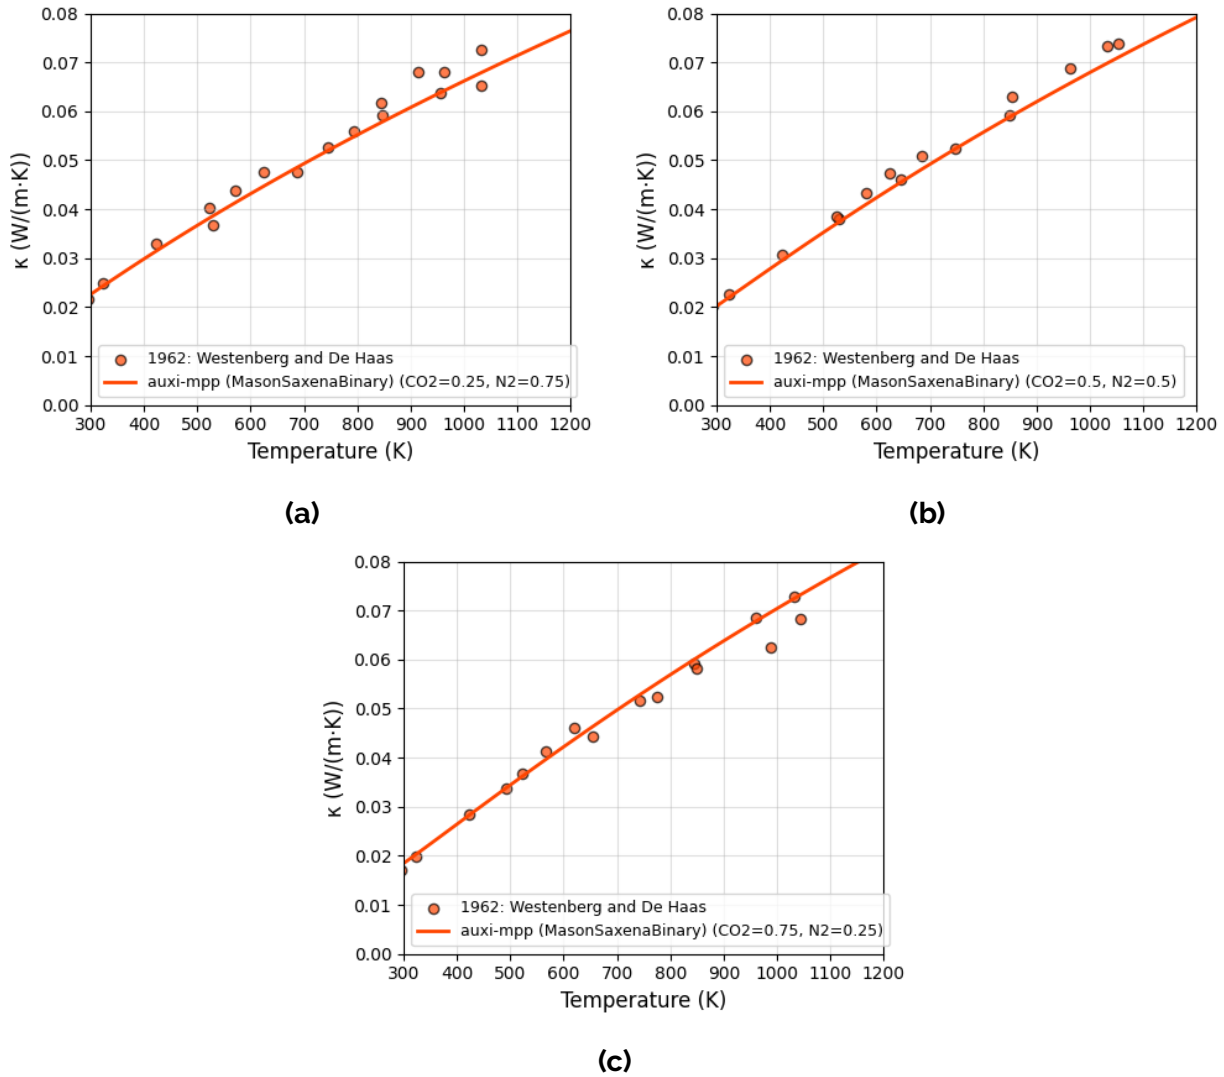 0.08
0.07
0.06
0.05
0.04
0.03
0.02
0.01
0.00
κ (W/(m·K))
1962: Westenberg and De Haas
auxi-mpp (MasonSaxenaBinary) (CO2=0.25, N2=0.75)
300 400 500 600 700 800 900 1000 1100 1200
Temperature (K)
(a)
0.08
0.07
0.06
0.05
0.04
0.03
0.02
0.01
0.00
κ (W/(m·K))
1962: Westenberg and De Haas
auxi-mpp (MasonSaxenaBinary) (CO2=0.5, N2=0.5)
300 400 500 600 700 800 900 1000 1100 1200
Temperature (K)
(b)
0.08
0.07
0.06
0.05
0.04
0.03
0.02
0.01
0.00
κ (W/(m·K))
1962: Westenberg and De Haas
auxi-mpp (MasonSaxenaBinary) (CO2=0.75, N2=0.25)
300 400 500 600 700 800 900 1000 1100 1200
Temperature (K)
(c)